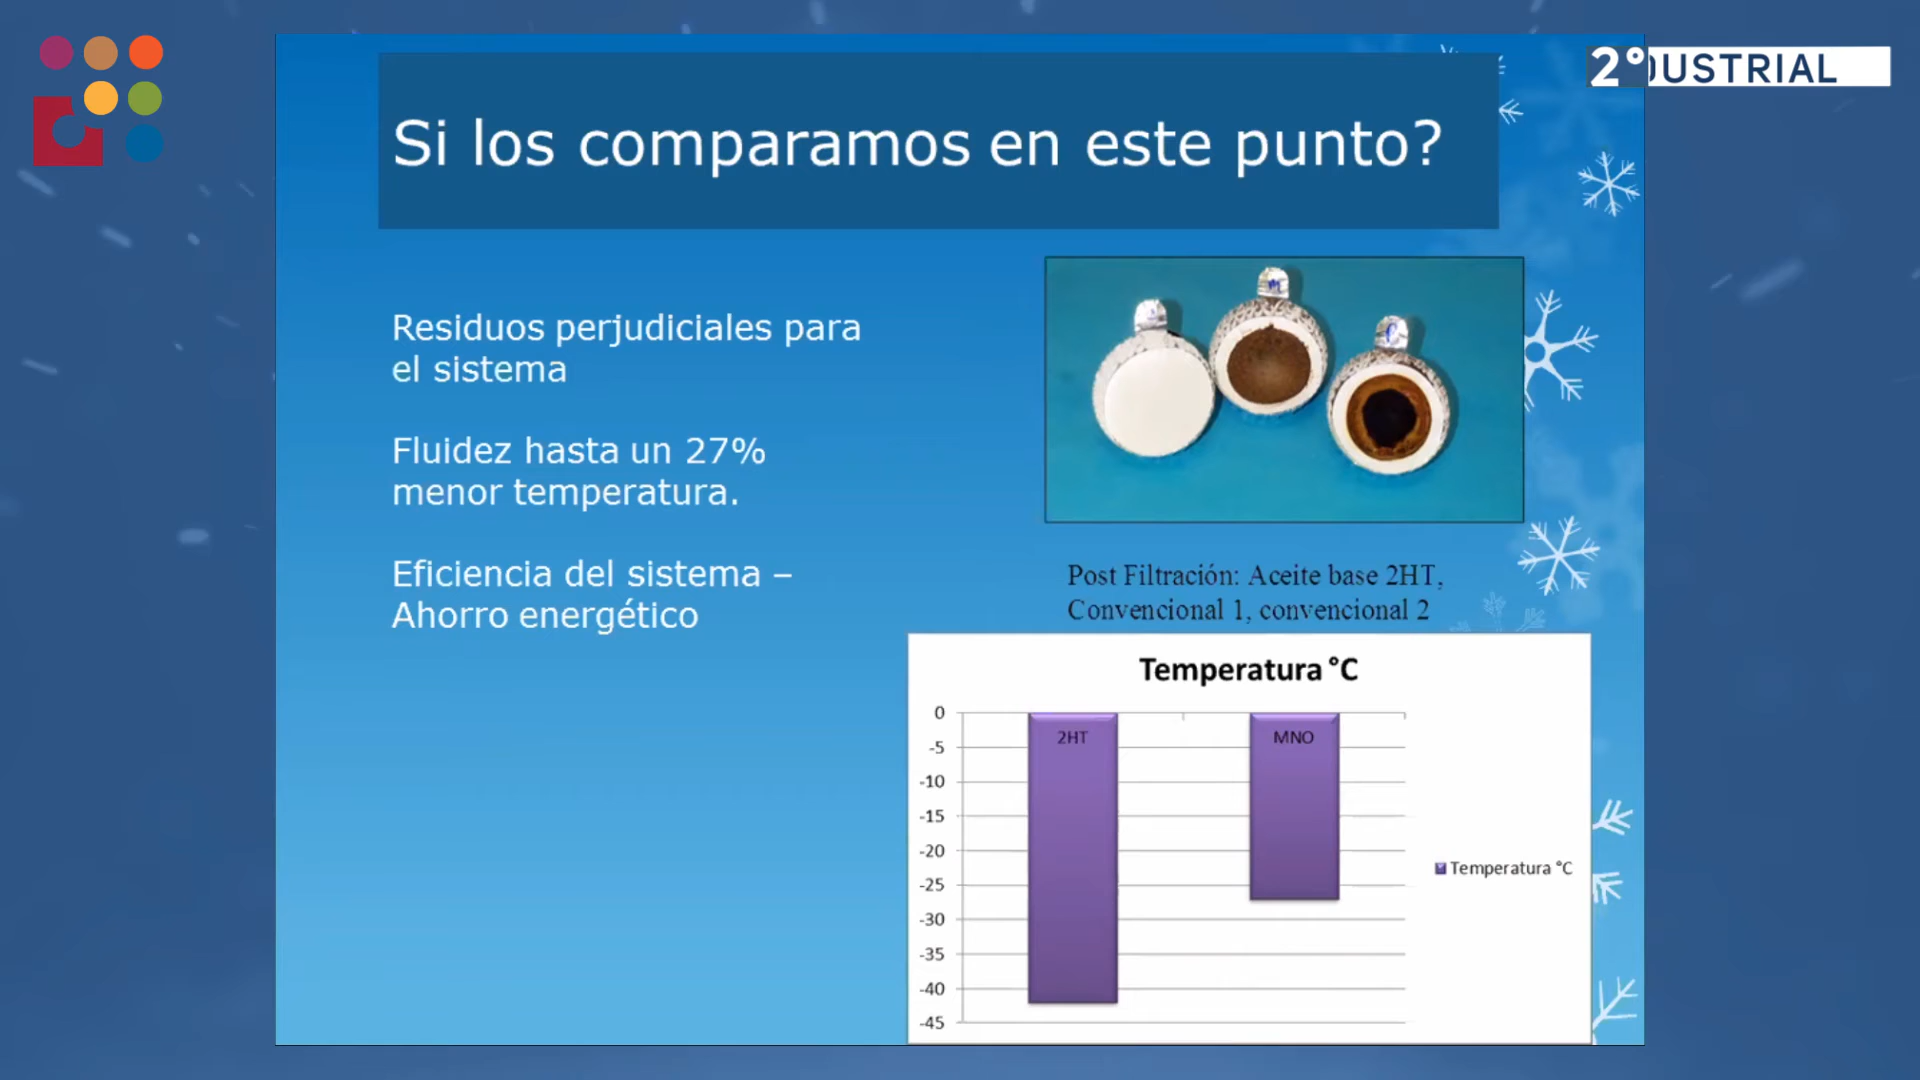 2° DUSTRIAL
Si los comparamos en este punto?
Residuos perjudiciales para
el sistema
Fluidez hasta un 27%
menor temperatura.
Eficiencia del sistema –
Ahorro energético
Post Filtración: Aceite base 2HT,
Convencional 1, convencional 2
Temperatura °C
0
-5
-10
-15
-20
-25
-30
-35
-40
-45
2HT
MNO
Temperatura °C